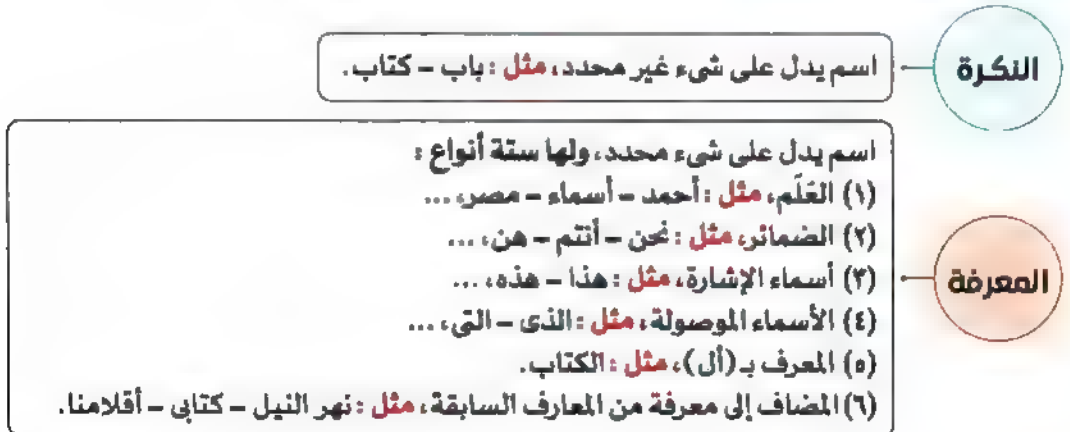 النكرة
اسم يدل على شىء غير محدد، مثل : باب – كتاب.
المعرفة
اسم يدل على شىء محدد، ولها ستة أنواع :
(١) العَلَم، مثل : أحمد – أسماء – مصر، ...
(٢) الضمائر، مثل : نحن – أنتم – هن، ...
(٣) أسماء الإشارة، مثل : هذا – هذه، ...
(٤) الأسماء الموصولة، مثل : الذى – التى، ...
(٥) المعرف بـ (أل)، مثل : الكتاب.
(٦) المضاف إلى معرفة من المعارف السابقة، مثل : نهر النيل – كتابى – أقلامنا.